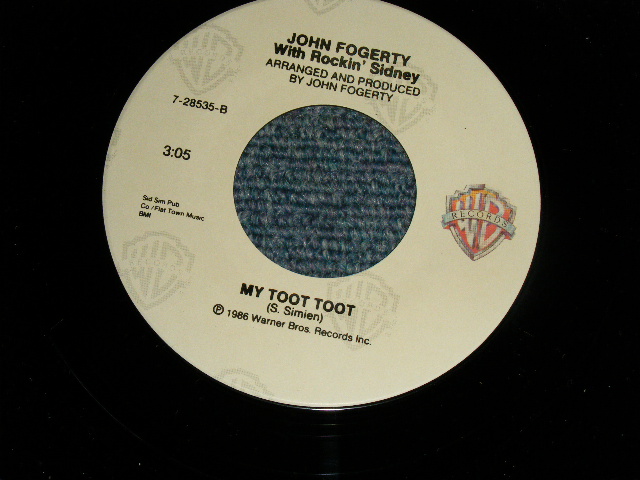 JOHN FOGERTY
With Rockin' Sidney
ARRANGED AND PRODUCED
BY JOHN FOGERTY
7-28535-B
3:05
Sid Sim Pub
Co./Flat Town Music
BMI
RECORDS
MY TOOT TOOT
(S. Simien)
℗ 1986 Warner Bros. Records Inc.